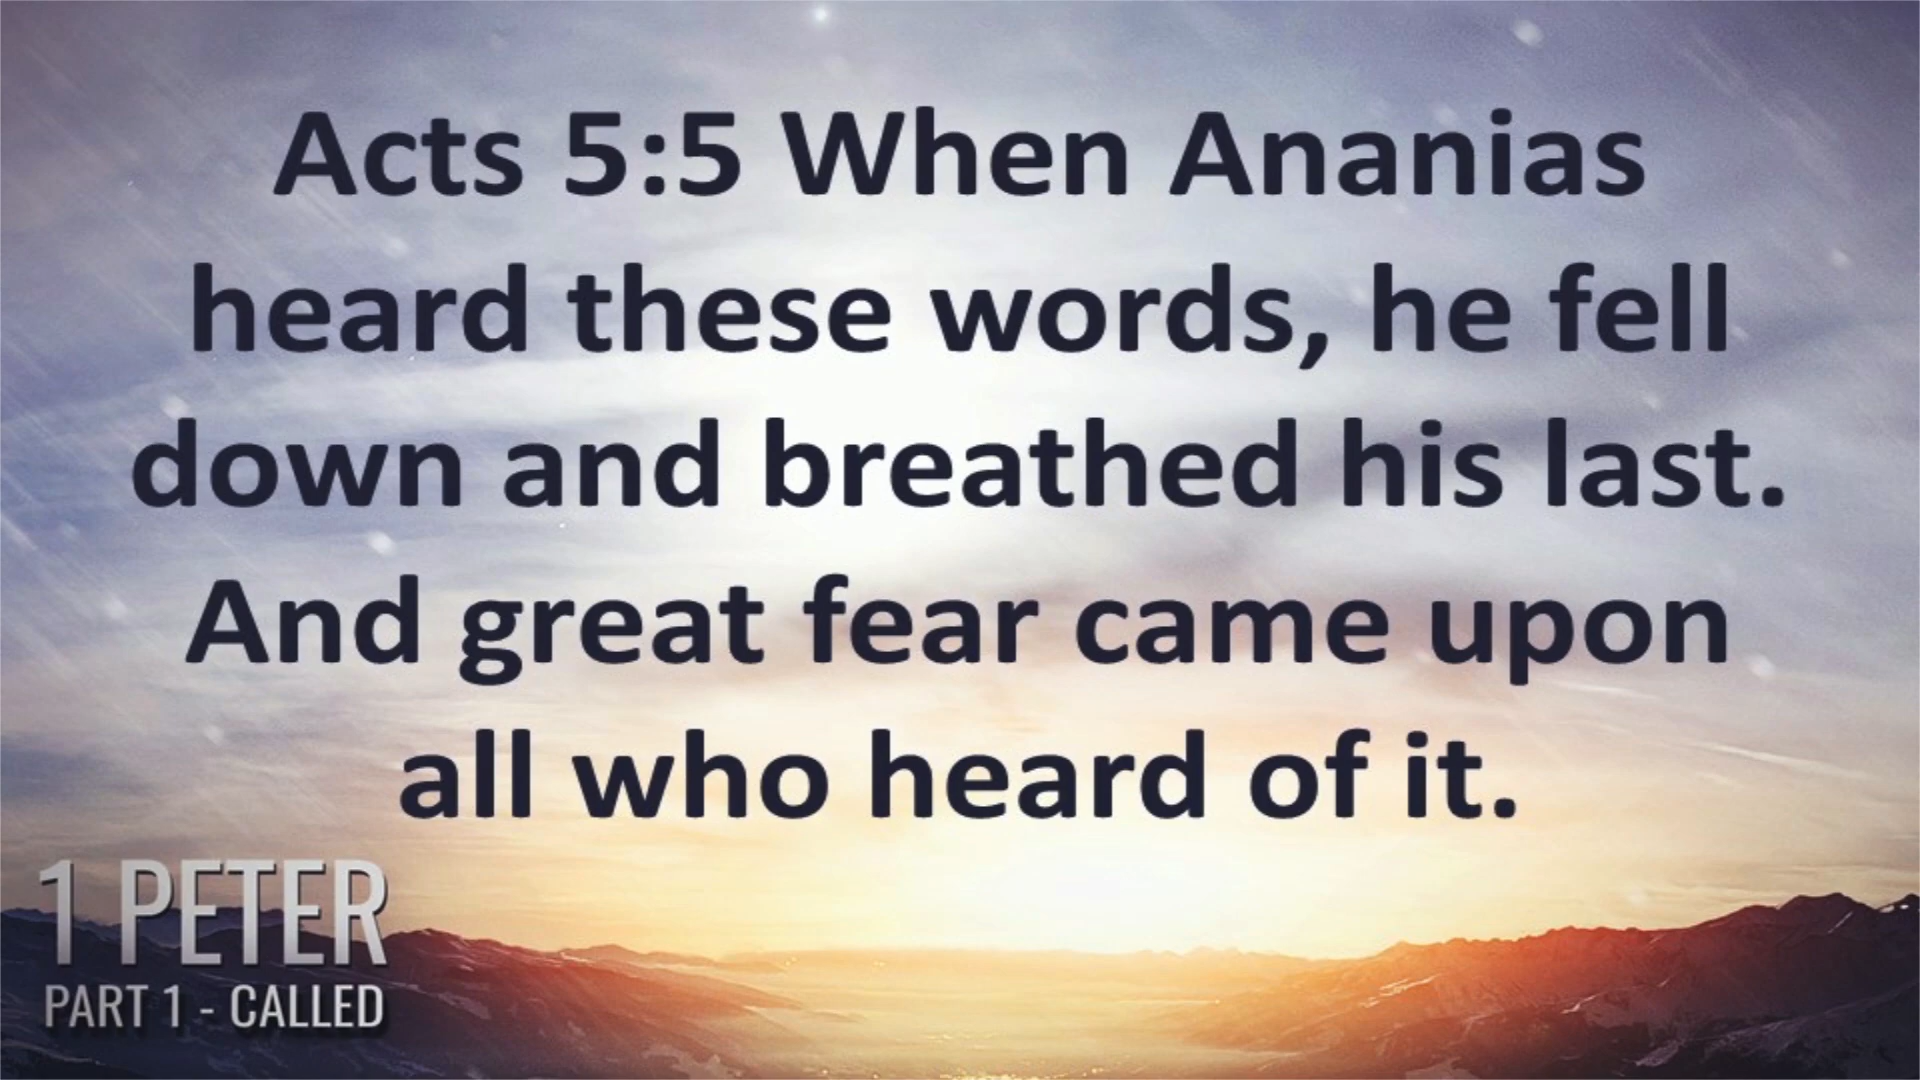 Acts 5:5 When Ananias
heard these words, he fell
down and breathed his last.
And great fear came upon
all who heard of it.
1 PETER
PART 1 - CALLED